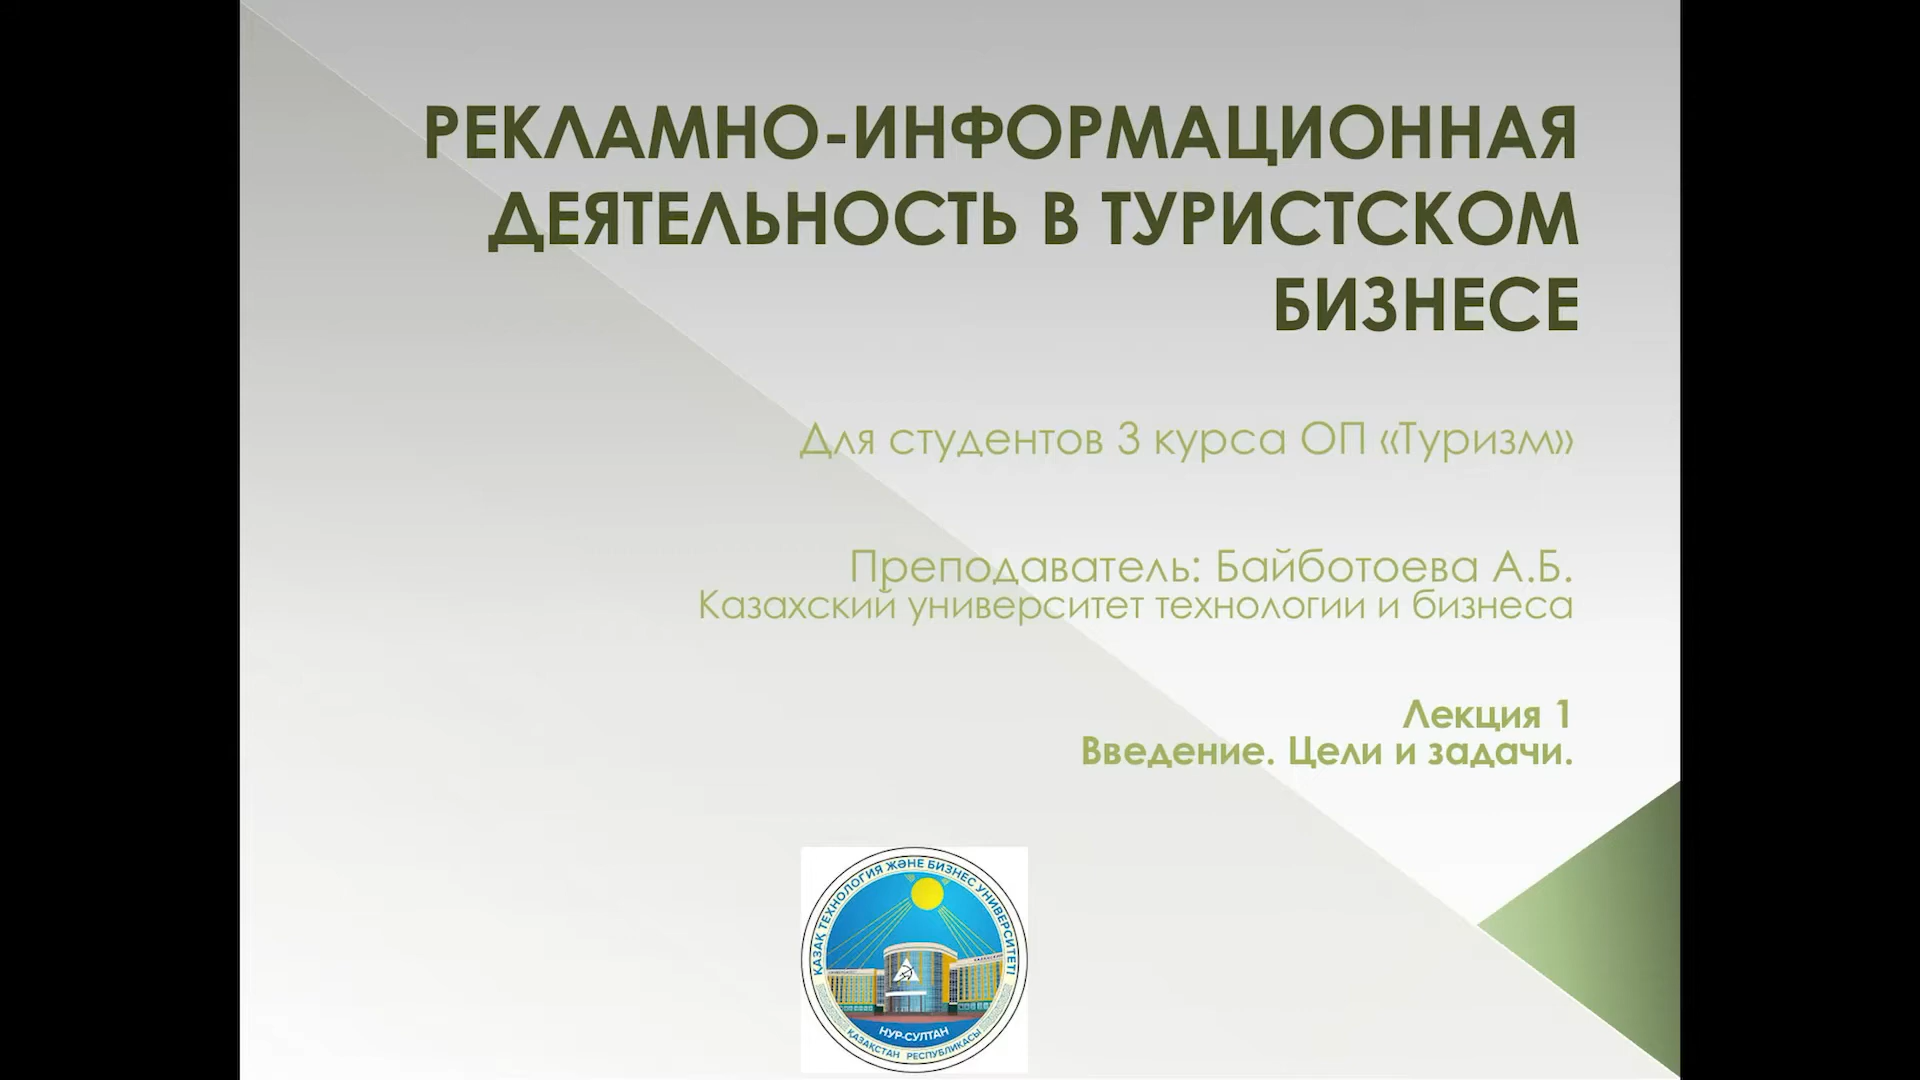 РЕКЛАМНО-ИНФОРМАЦИОННАЯ
ДЕЯТЕЛЬНОСТЬ В ТУРИСТСКОМ
БИЗНЕСЕ
Для студентов 3 курса ОП «Туризм»
Преподаватель: Байботоева А.Б.
Казахский университет технологии и бизнеса
Лекция 1
Введение. Цели и задачи.
ҚАЗАҚ ТЕХНОЛОГИЯ ЖӘНЕ БИЗНЕС УНИВЕРСИТЕТІ
НУР-СУЛТАН
ҚАЗАҚСТАН РЕСПУБЛИКАСЫ